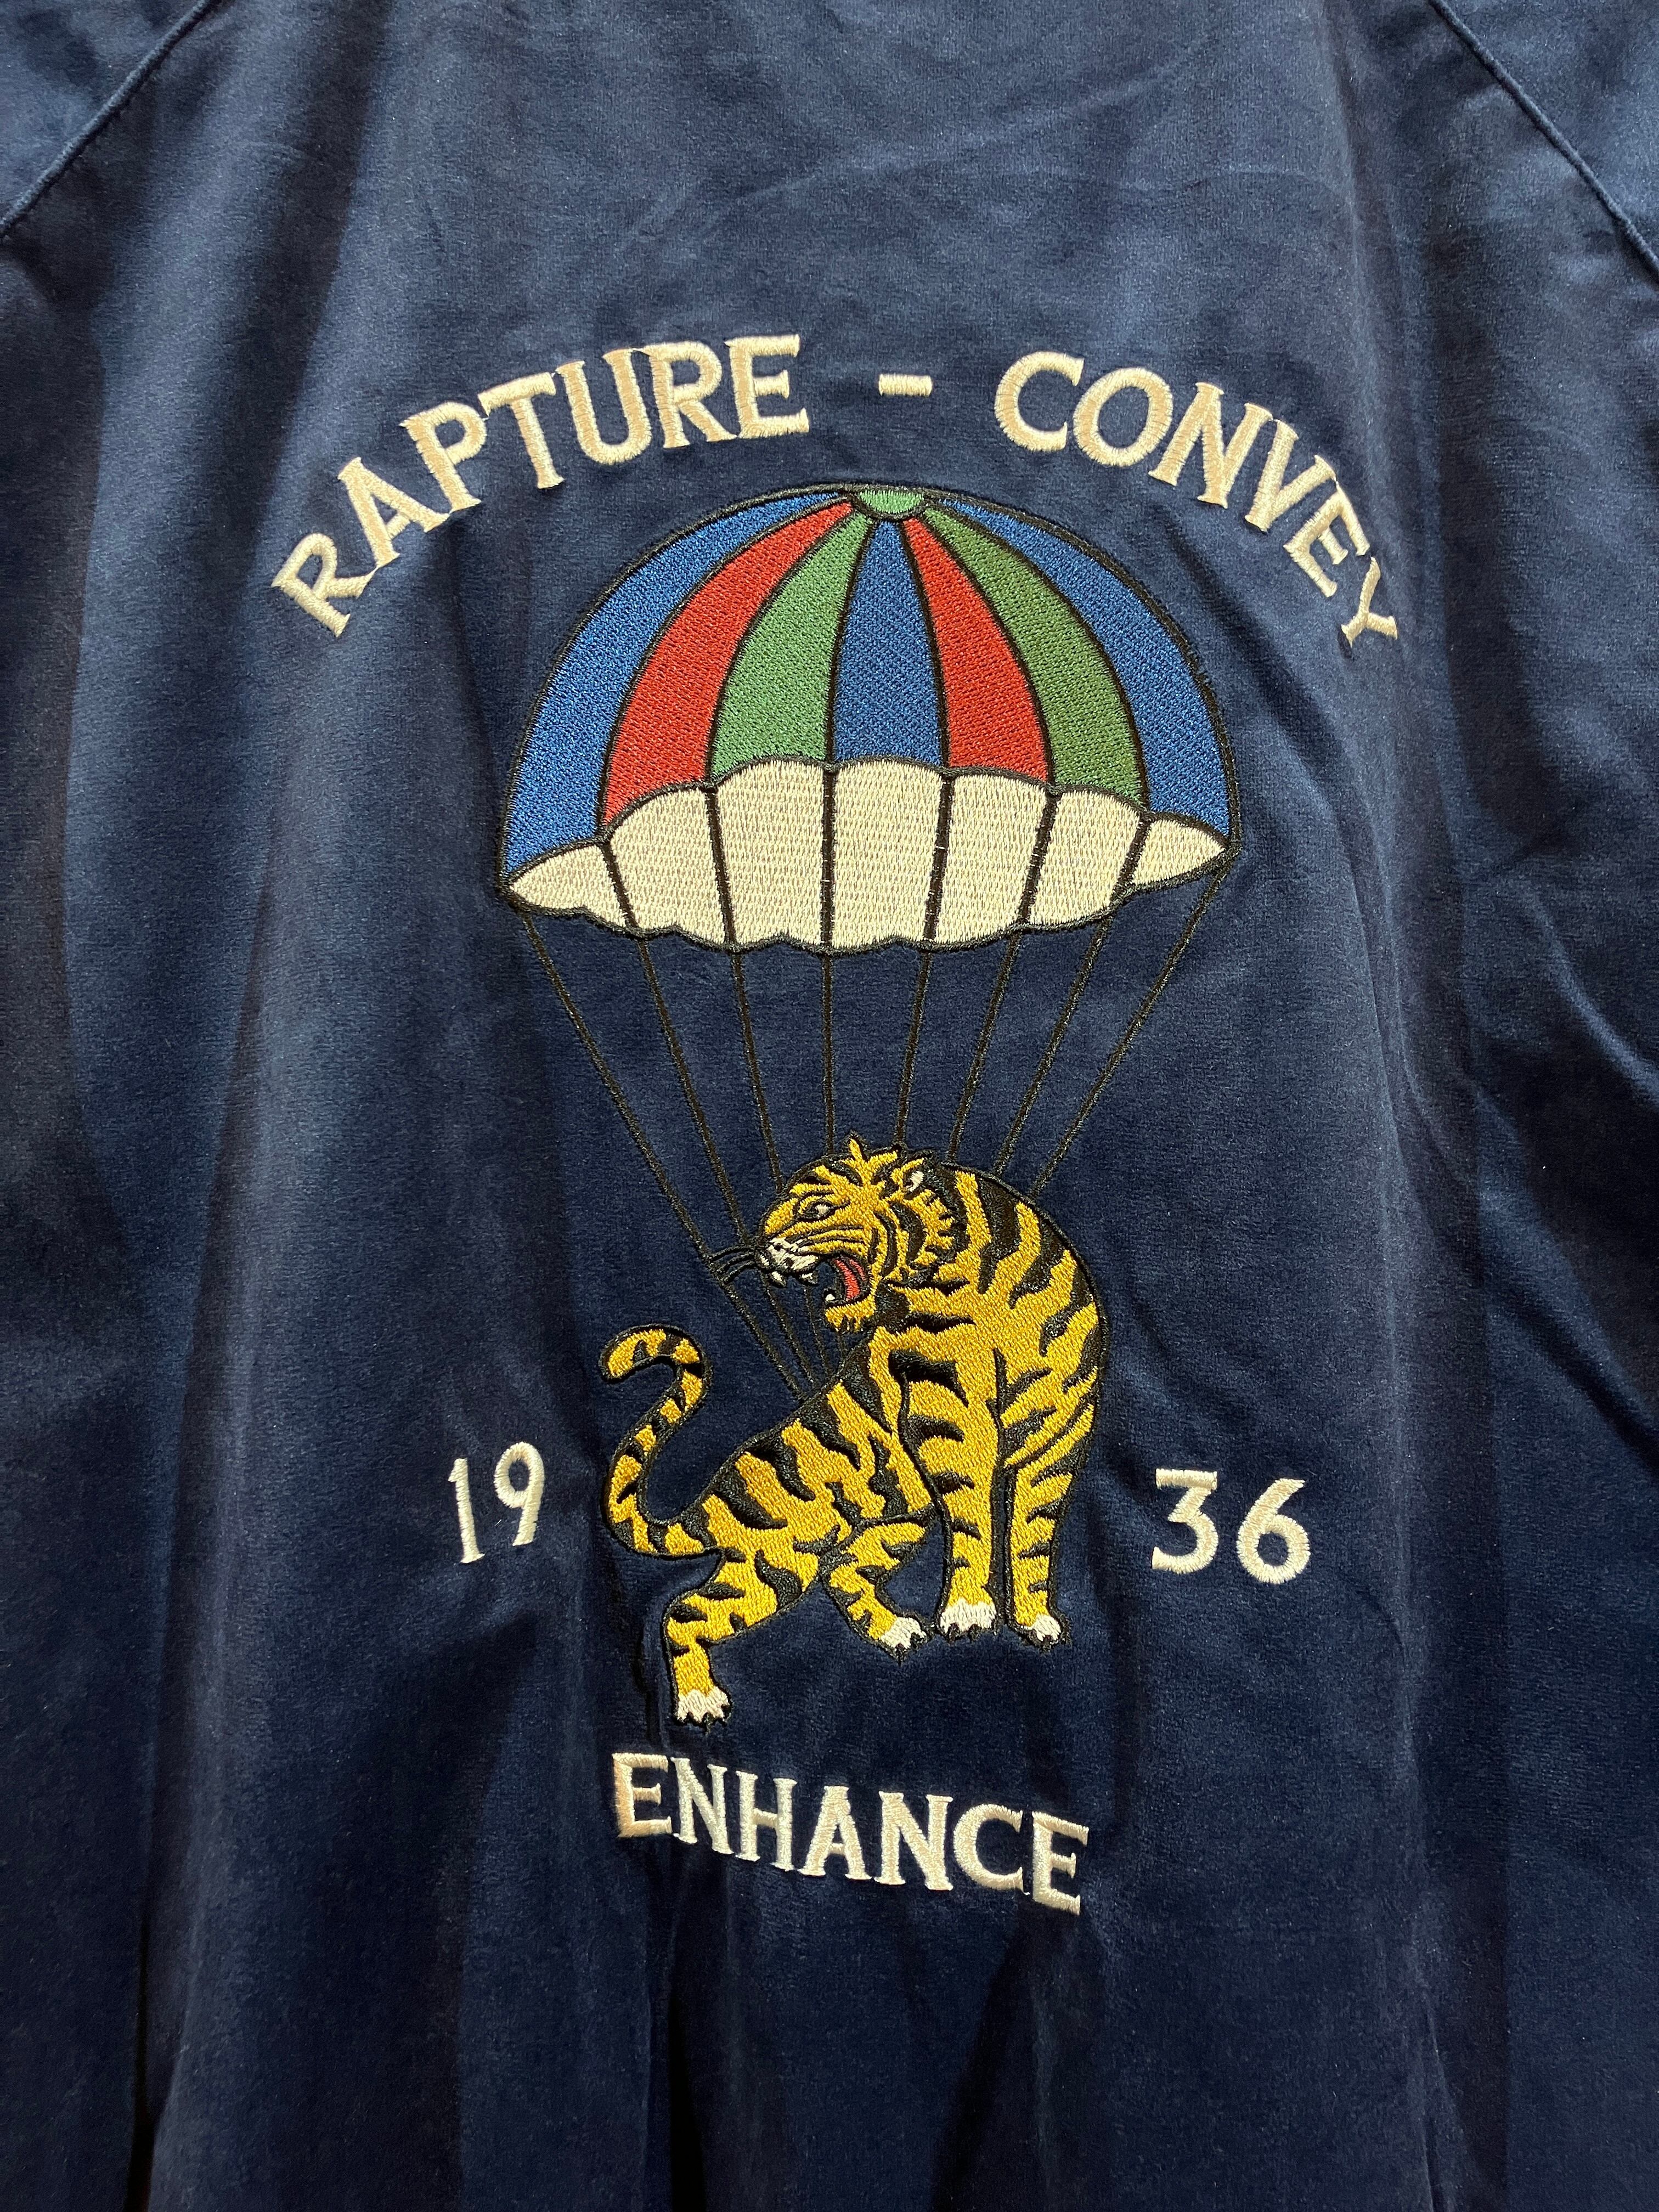 RAPTURE - CONVEY
19 36
ENHANCE